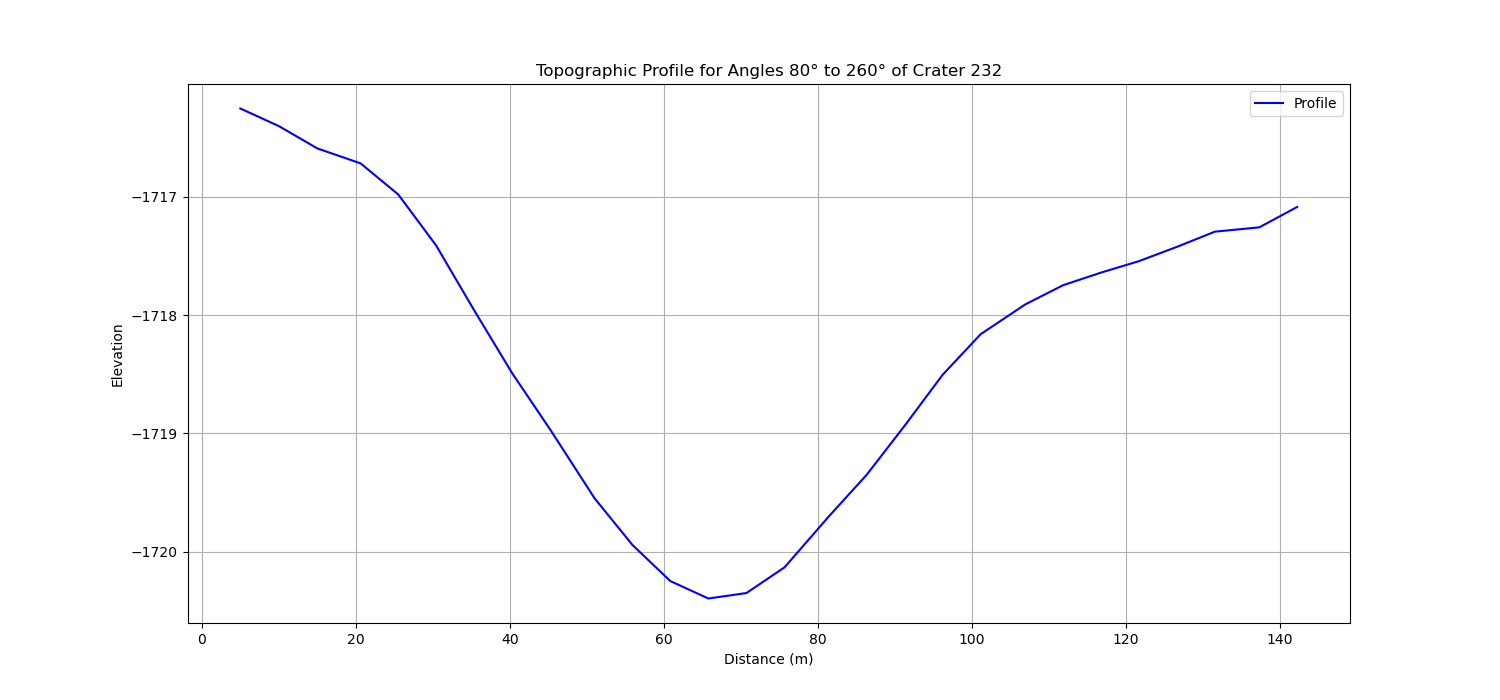 Topographic Profile for Angles 80° to 260° of Crater 232
Profile
−1717
−1718
−1719
−1720
Elevation
0 20 40 60 80 100 120 140
Distance (m)